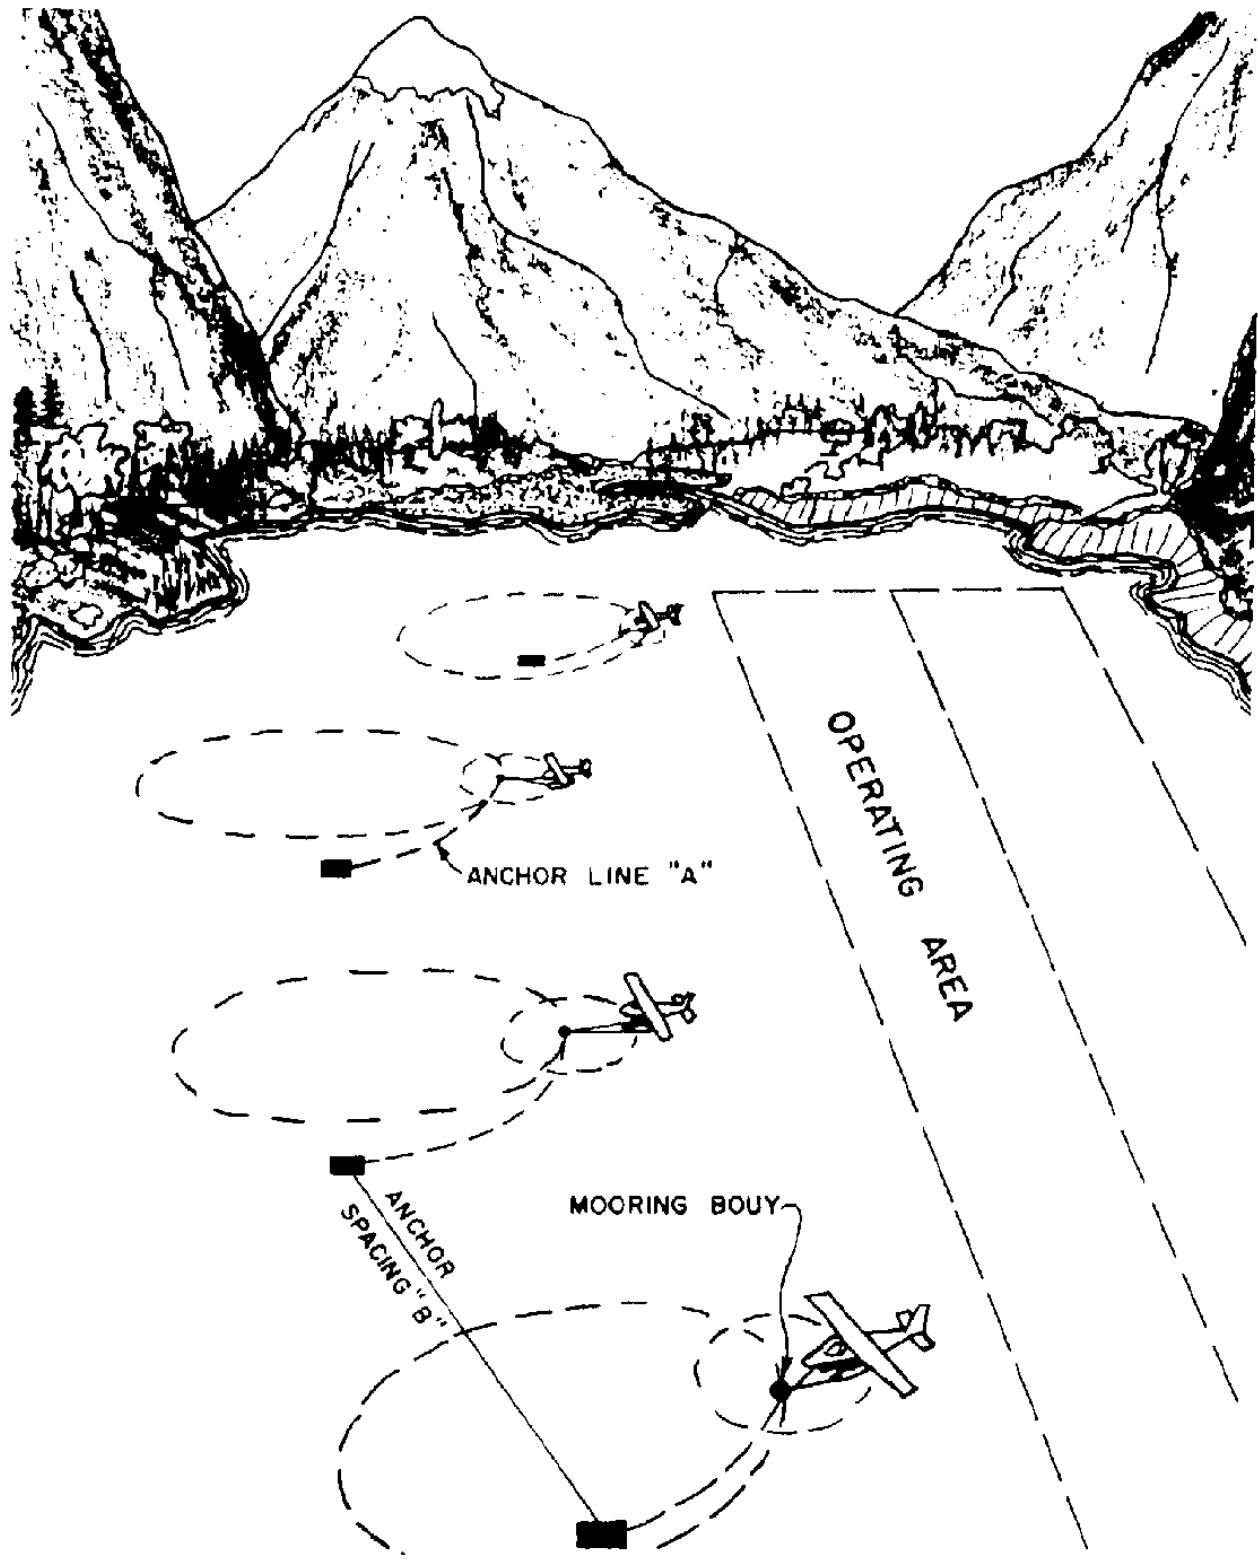 OPERATING AREA
ANCHOR LINE "A"
MOORING BOUY
ANCHOR
SPACING "B"